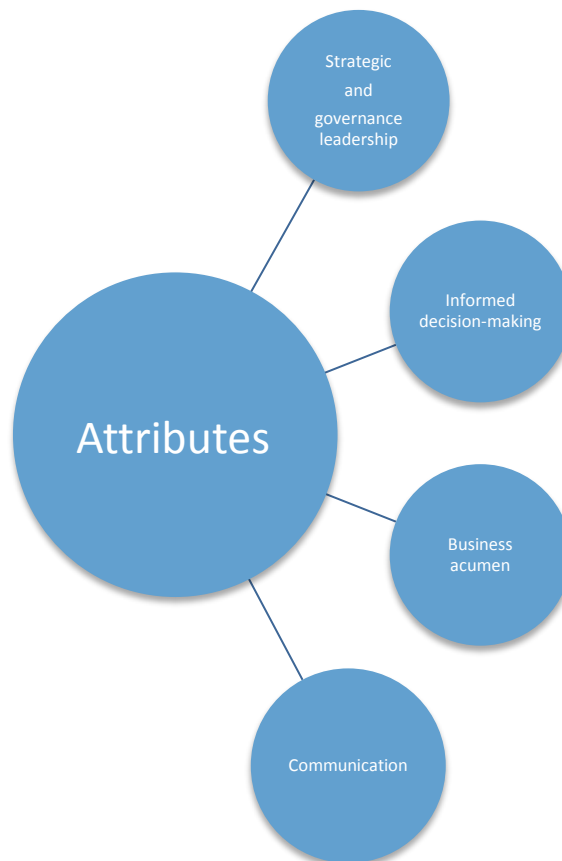 Strategic
and
governance
leadership
Informed
decision-making
Attributes
Business
acumen
Communication